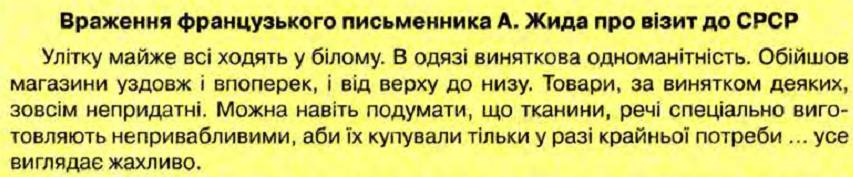 Враження французького письменника А. Жида про візит до СРСР
Улітку майже всі ходять у білому. В одязі виняткова одноманітність. Обійшов
магазини уздовж і впоперек, і від верху до низу. Товари, за винятком деяких,
зовсім непридатні. Можна навіть подумати, що тканини, речі спеціально виго-
товляють непривабливими, аби їх купували тільки у разі крайньої потреби ... усе
виглядає жахливо.